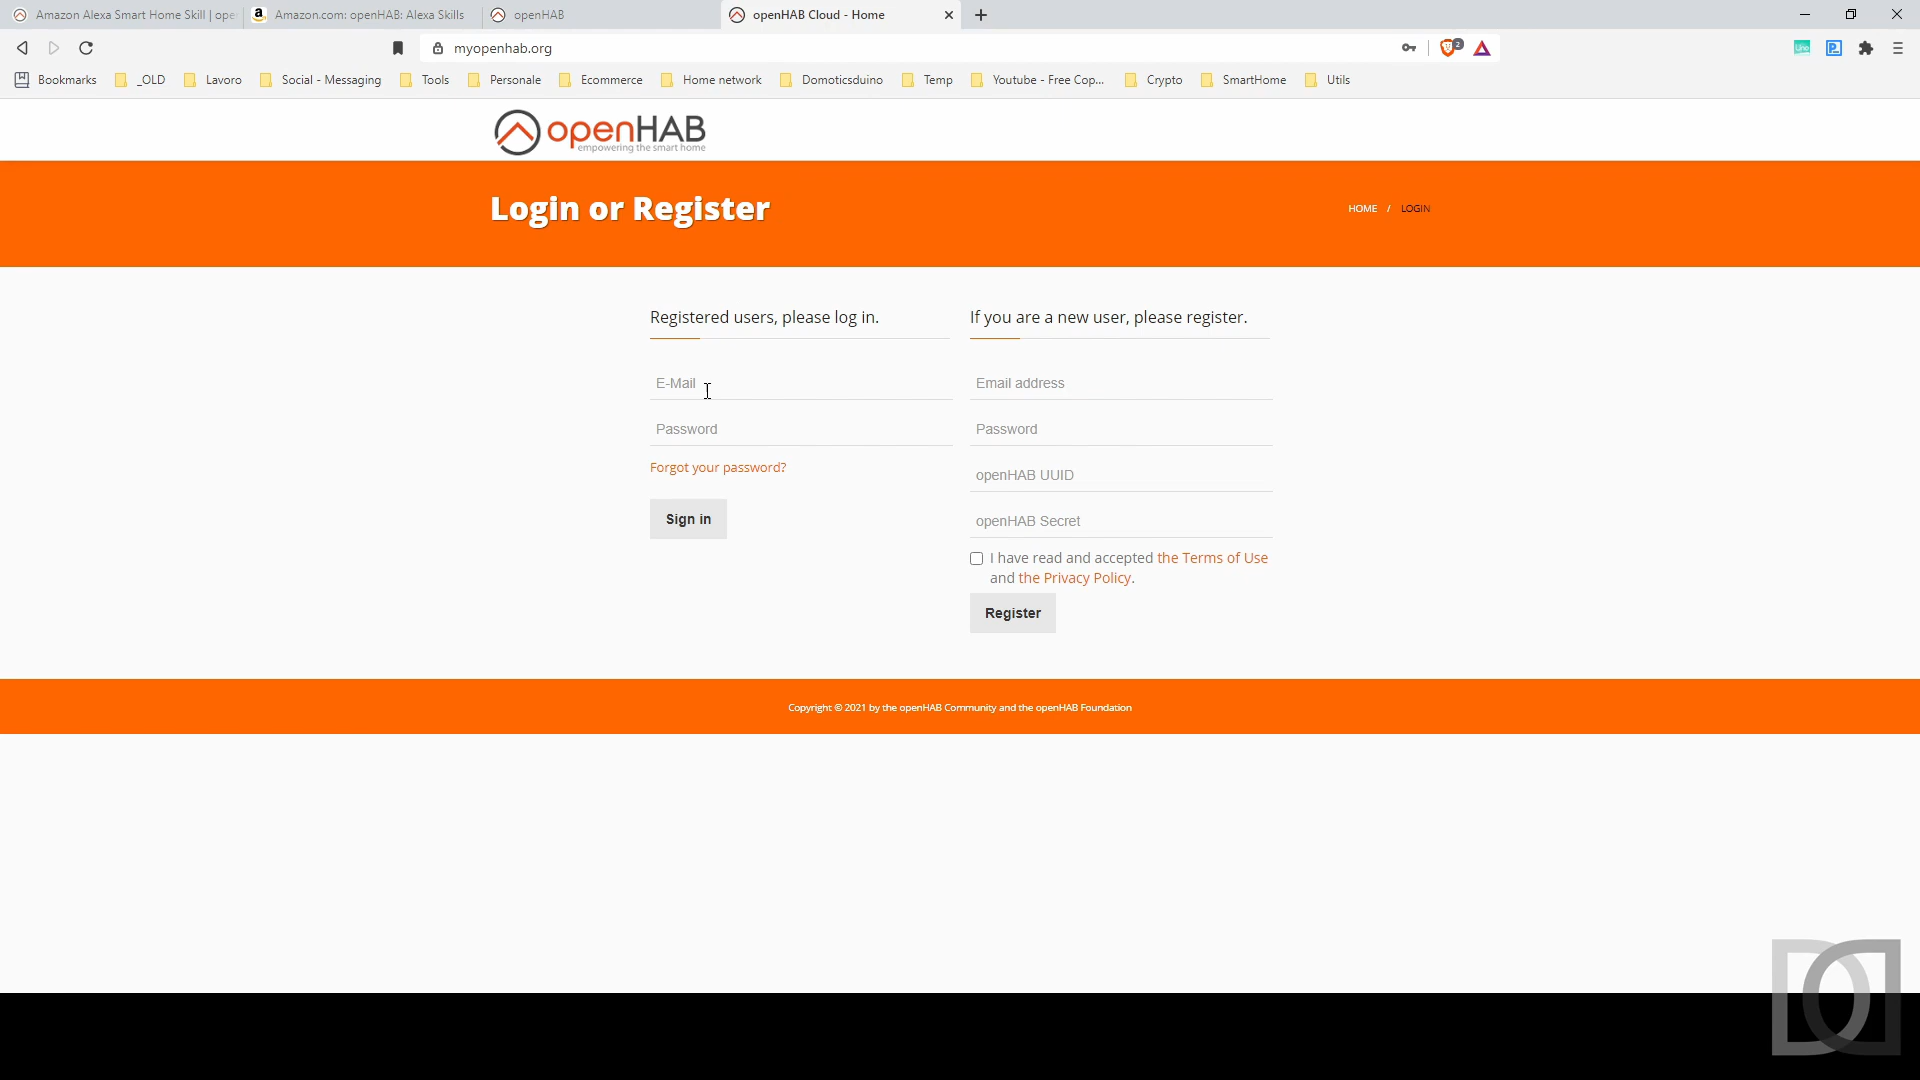 Amazon Alexa Smart Home Skill | ope
Amazon.com: openHAB: Alexa Skills
openHAB
openHAB Cloud - Home
myopenhab.org
2
Bookmarks
_OLD
Lavoro
Social - Messaging
Tools
Personale
Ecommerce
Home network
Domoticsduino
Temp
Youtube - Free Cop...
Crypto
SmartHome
Utils
openHAB
empowering the smart home
Login or Register
HOME / LOGIN
Registered users, please log in.
E-Mail
Password
Forgot your password?
Sign in
If you are a new user, please register.
Email address
Password
openHAB UUID
openHAB Secret
I have read and accepted the Terms of Use
and the Privacy Policy.
Register
Copyright © 2021 by the openHAB Community and the openHAB Foundation